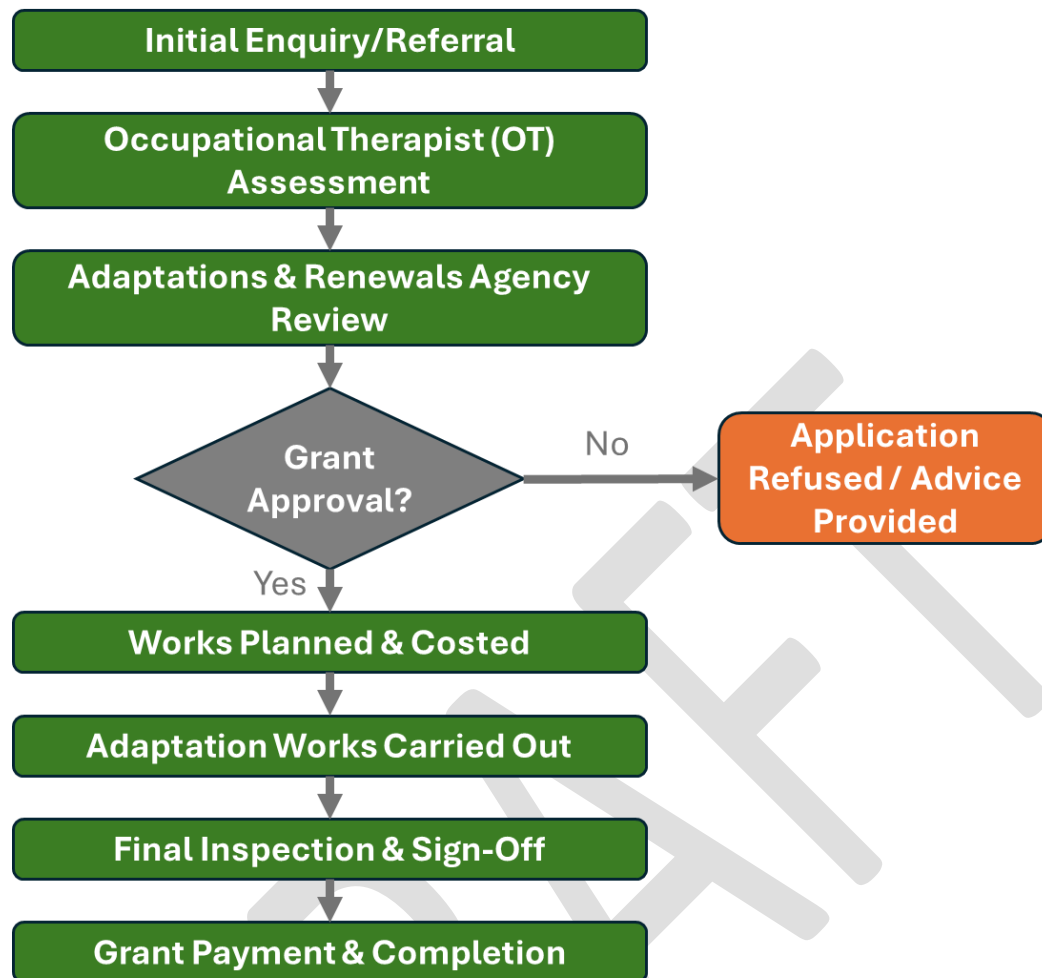 Initial Enquiry/Referral
Occupational Therapist (OT)
Assessment
Adaptations & Renewals Agency
Review
Grant
Approval?
No
Application
Refused / Advice
Provided
Yes
Works Planned & Costed
Adaptation Works Carried Out
Final Inspection & Sign-Off
Grant Payment & Completion
DRAFT